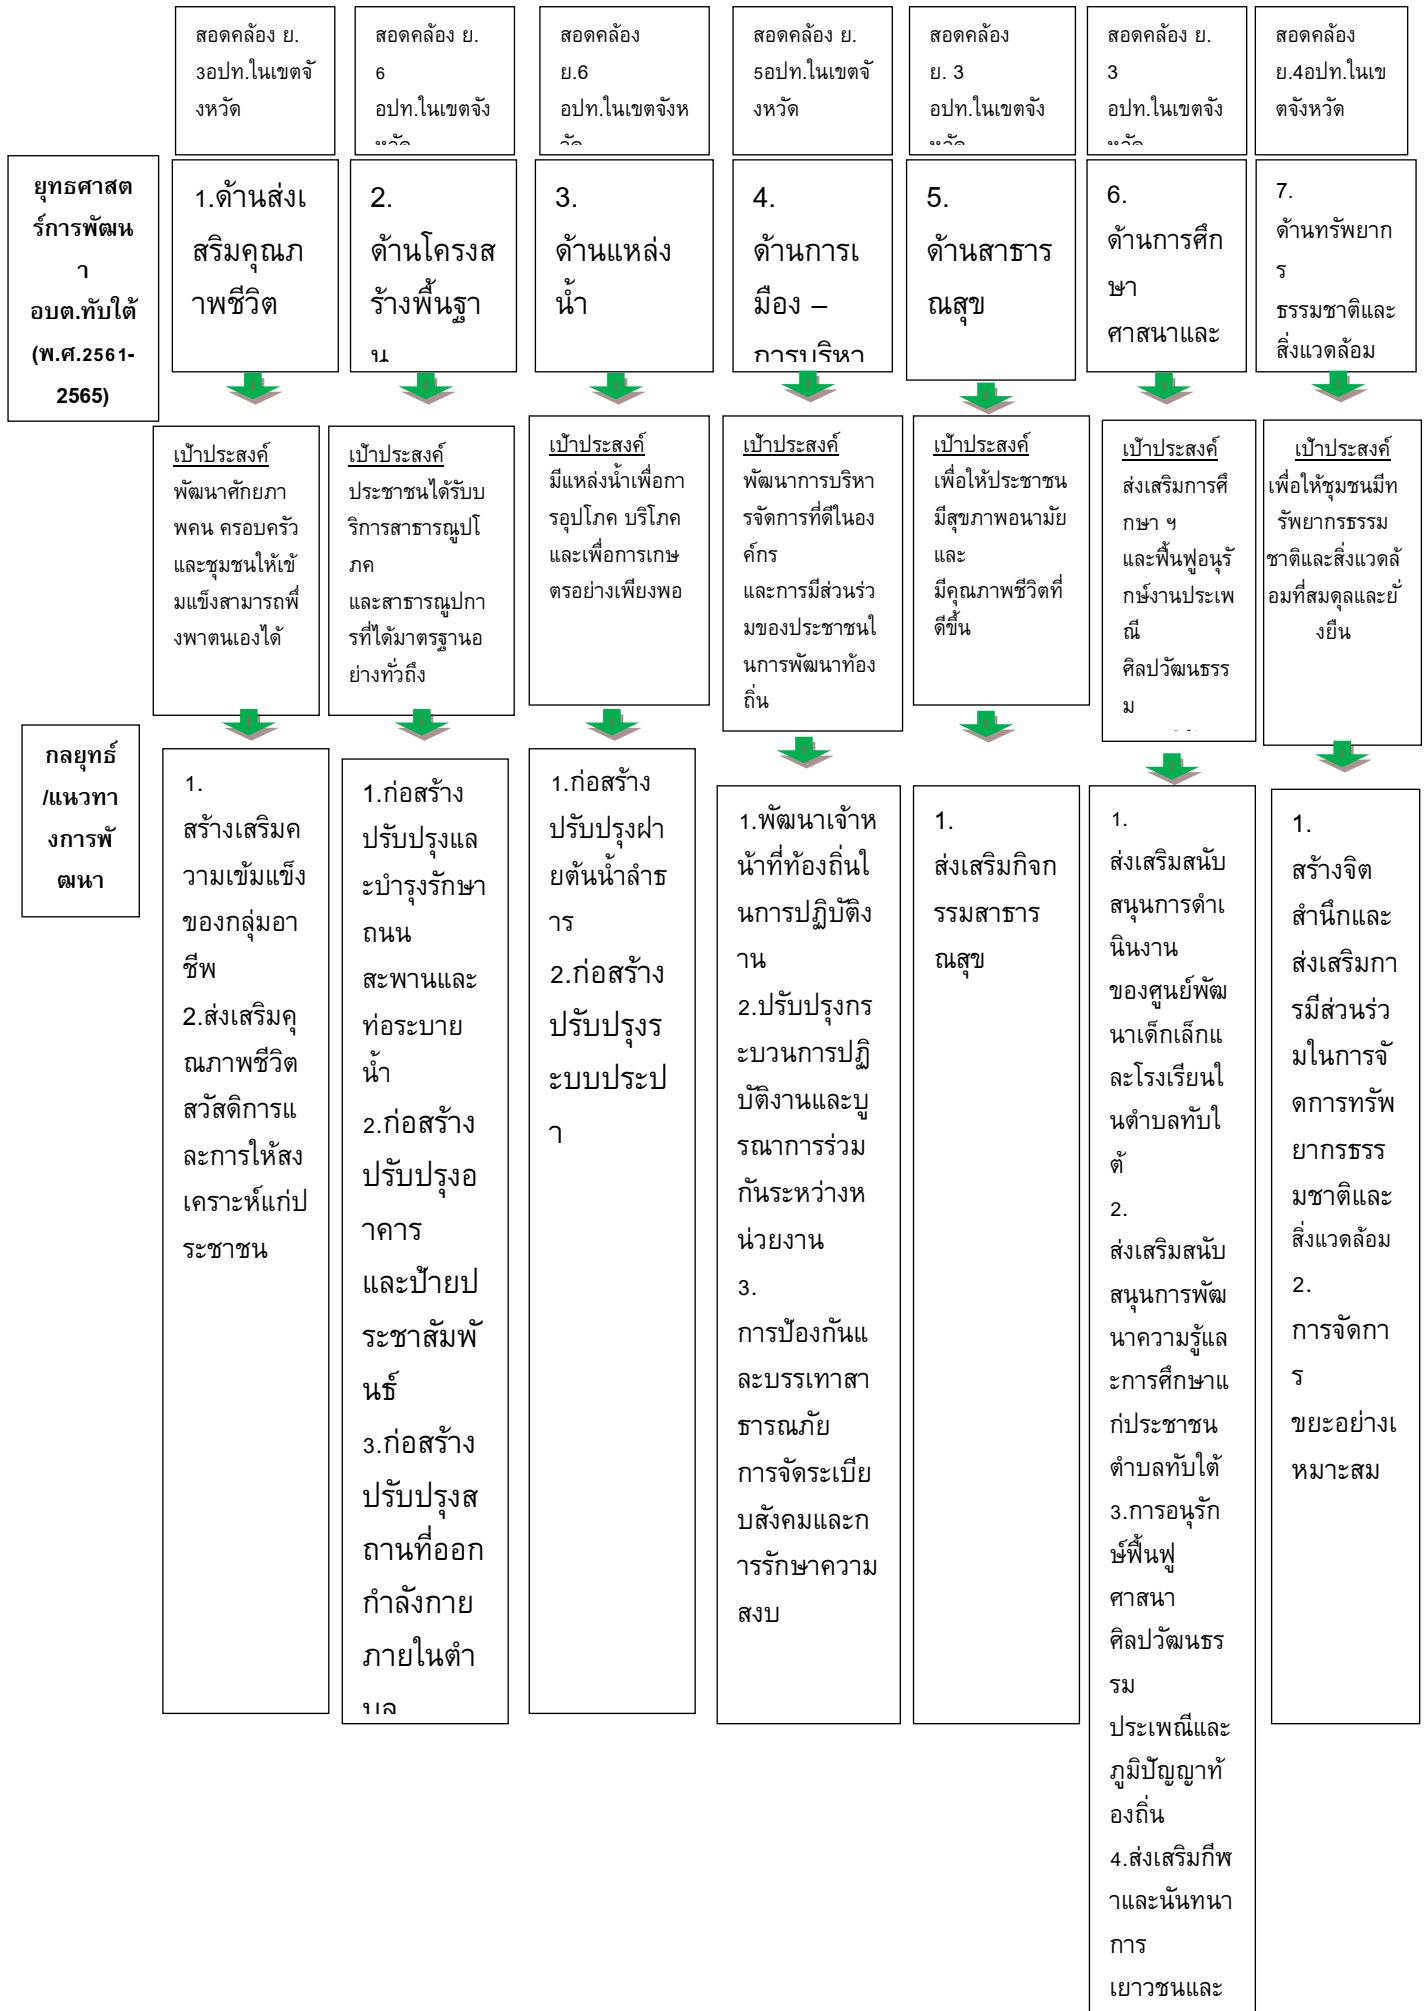 สอดคล้อง ย.
3อปท.ในเขตจั
งหวัด
สอดคล้อง ย.
6
อปท.ในเขตจัง
หวัด
สอดคล้อง
ย.6
อปท.ในเขตจังห
วัด
สอดคล้อง ย.
5อปท.ในเขตจั
งหวัด
สอดคล้อง
ย. 3
อปท.ในเขตจัง
หวัด
สอดคล้อง ย.
3
อปท.ในเขตจัง
หวัด
สอดคล้อง
ย.4อปท.ในเข
ตจังหวัด
ยุทธศาสต
ร์การพัฒน
า
อบต.ทับใต้
(พ.ศ.2561-
2565)
1.ด้านส่งเ
สริมคุณภ
าพชีวิต
2.
ด้านโครงส
ร้างพื้นฐา
น
3.
ด้านแหล่ง
น้ำ
4.
ด้านการเ
มือง –
การบริหา
5.
ด้านสาธาร
ณสุข
6.
ด้านการศึก
ษา
ศาสนาและ
7.
ด้านทรัพยาก
ร
ธรรมชาติและ
สิ่งแวดล้อม
เป้าประสงค์
พัฒนาศักยภา
พคน ครอบครัว
และชุมชนให้เข้
มแข็งสามารถพึ่
งพาตนเองได้
เป้าประสงค์
ประชาชนได้รับบ
ริการสาธารณูปโ
ภค
และสาธารณูปกา
รที่ได้มาตรฐานอ
ย่างทั่วถึง
เป้าประสงค์
มีแหล่งน้ำเพื่อกา
รอุปโภค บริโภค
และเพื่อการเกษ
ตรอย่างเพียงพอ
เป้าประสงค์
พัฒนาการบริหา
รจัดการที่ดีในอง
ค์กร
และการมีส่วนร่ว
มของประชาชนใ
นการพัฒนาท้อง
ถิ่น
เป้าประสงค์
เพื่อให้ประชาชน
มีสุขภาพอนามัย
และ
มีคุณภาพชีวิตที่
ดีขึ้น
เป้าประสงค์
ส่งเสริมการศึ
กษา ฯ
และฟื้นฟูอนุรั
กษ์งานประเพ
ณี
ศิลปวัฒนธรร
ม
เป้าประสงค์
เพื่อให้ชุมชนมีท
รัพยากรธรรม
ชาติและสิ่งแวดล้
อมที่สมดุลและยั่
งยืน
กลยุทธ์
/แนวทา
งการพั
ฒนา
1.
สร้างเสริมค
วามเข้มแข็ง
ของกลุ่มอา
ชีพ
2.ส่งเสริมคุ
ณภาพชีวิต
สวัสดิการแ
ละการให้สง
เคราะห์แก่ป
ระชาชน
1.ก่อสร้าง
ปรับปรุงแล
ะบำรุงรักษา
ถนน
สะพานและ
ท่อระบาย
น้ำ
2.ก่อสร้าง
ปรับปรุงอ
าคาร
และป้ายป
ระชาสัมพั
นธ์
3.ก่อสร้าง
ปรับปรุงส
ถานที่ออก
กำลังกาย
ภายในตำ
บล
1.ก่อสร้าง
ปรับปรุงฝา
ยต้นน้ำลำธ
าร
2.ก่อสร้าง
ปรับปรุงร
ะบบประป
า
1.พัฒนาเจ้าห
น้าที่ท้องถิ่นใ
นการปฏิบัติง
าน
2.ปรับปรุงกร
ะบวนการปฏิ
บัติงานและบู
รณาการร่วม
กันระหว่างห
น่วยงาน
3.
การป้องกันแ
ละบรรเทาสา
ธารณภัย
การจัดระเบีย
บสังคมและก
ารรักษาความ
สงบ
1.
ส่งเสริมกิจก
รรมสาธาร
ณสุข
1.
ส่งเสริมสนับ
สนุนการดำเ
นินงาน
ของศูนย์พัฒ
นาเด็กเล็กแ
ละโรงเรียนใ
นตำบลทับใ
ต้
2.
ส่งเสริมสนับ
สนุนการพัฒ
นาความรู้แล
ะการศึกษาแ
ก่ประชาชน
ตำบลทับใต้
3.การอนุรัก
ษ์ฟื้นฟู
ศาสนา
ศิลปวัฒนธร
รม
ประเพณีและ
ภูมิปัญญาท้
องถิ่น
4.ส่งเสริมกีฬ
าและนันทนา
การ
เยาวชนและ
1.
สร้างจิต
สำนึกและ
ส่งเสริมกา
รมีส่วนร่ว
มในการจั
ดการทรัพ
ยากรธรร
มชาติและ
สิ่งแวดล้อม
2.
การจัดกา
ร
ขยะอย่างเ
หมาะสม